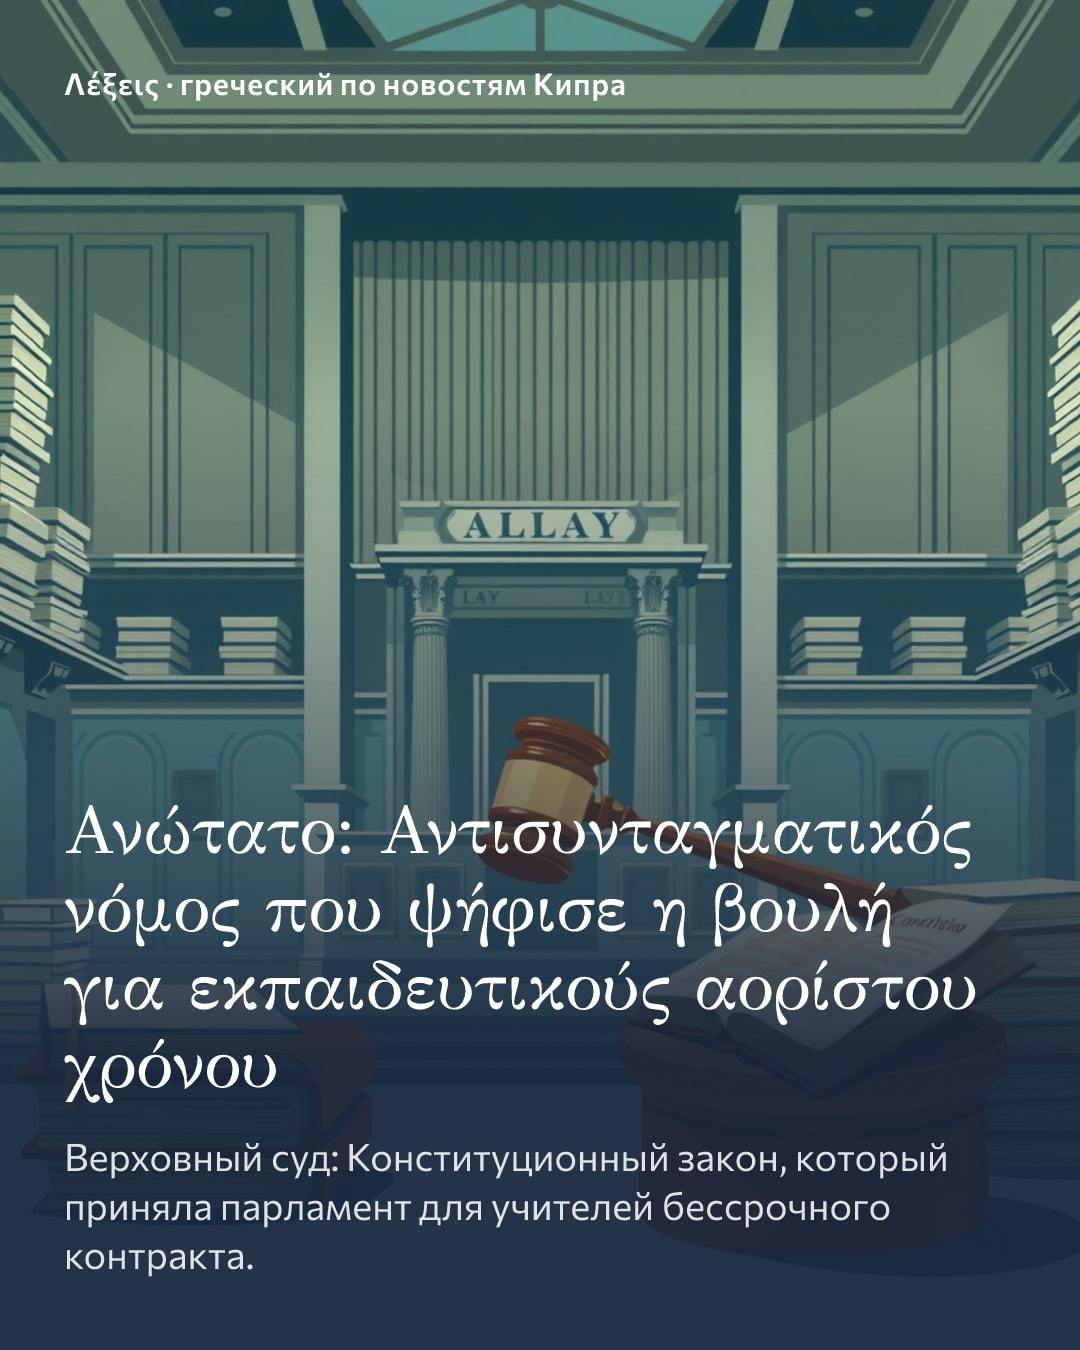 Λέξεις · греческий по новостям Кипра
ALLAY
LAY
Ανώτατο: Αντισυνταγματικός
νόμος που ψήφισε η βουλή
για εκπαιδευτικούς αορίστου
χρόνου
Верховный суд: Конституционный закон, который
приняла парламент для учителей бессрочного
контракта.